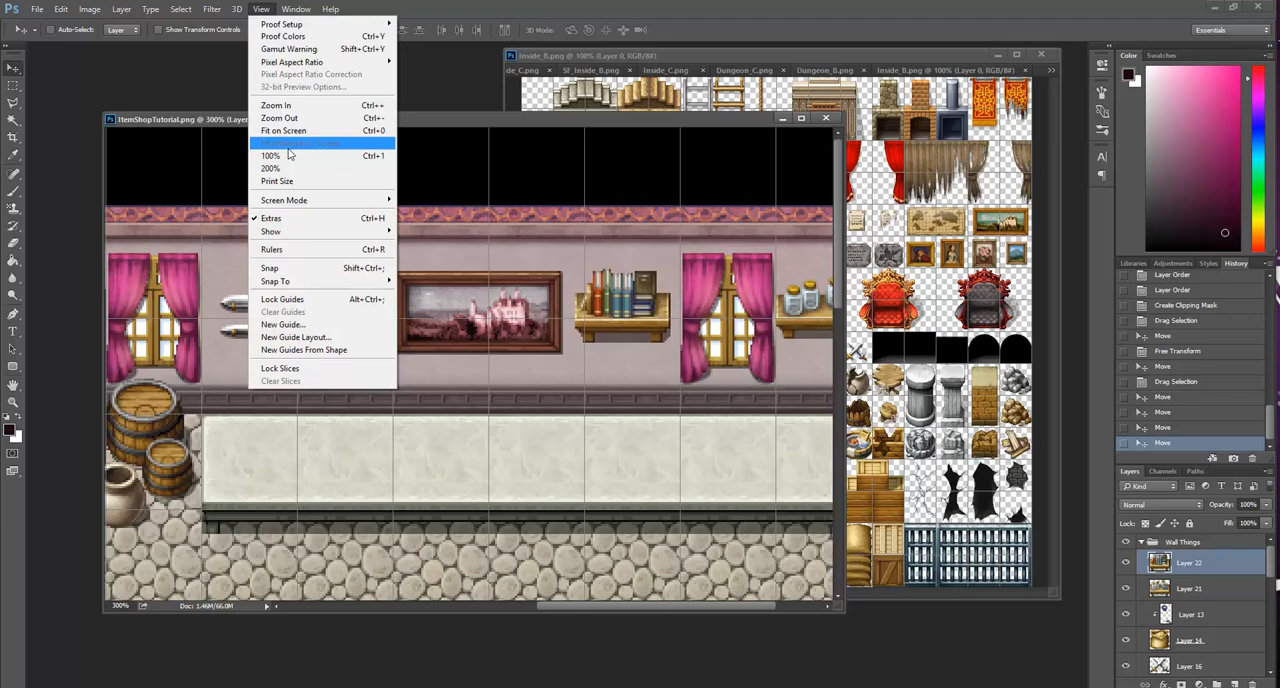 Ps File Edit Image Layer Type Select Filter 3D View Window Help
Auto-Select: Layer Show Transform Controls 3D Mode: Essentials
Proof Setup
Proof Colors Ctrl+Y
Gamut Warning Shift+Ctrl+Y
Pixel Aspect Ratio
Pixel Aspect Ratio Correction
32-bit Preview Options...
Zoom In Ctrl++
Zoom Out Ctrl+-
Fit on Screen Ctrl+0
100% Ctrl+1
200%
Print Size
Screen Mode
Extras Ctrl+H
Show
Rulers Ctrl+R
Snap Shift+Ctrl+;
Snap To
Lock Guides Alt+Ctrl+;
Clear Guides
New Guide...
New Guide Layout...
New Guides From Shape
Lock Slices
Clear Slices
Ps Inside_B.png @ 100% (Layer 0, RGB/8#)
de_C.png × SF_Inside_B.png × Inside_C.png × Dungeon_C.png × Dungeon_B.png × Inside_B.png @ 100% (Layer 0, RGB/8#) × >>
Ps ItemShopTutorial.png @ 300% (Layer
300% Doc: 1.46M/66.0M
Color Swatches
Libraries Adjustments Styles History
Layer Order
Layer Order
Create Clipping Mask
Drag Selection
Move
Free Transform
Move
Drag Selection
Move
Move
Move
Move
Layers Channels Paths
Kind
Normal Opacity: 100%
Lock: Fill: 100%
Wall Things
Layer 22
Layer 21
Layer 13
Layer 14
Layer 16